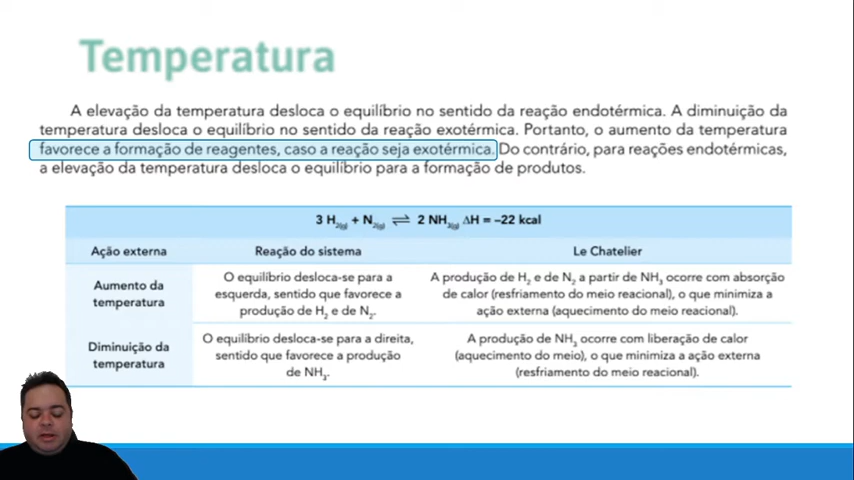 Temperatura
A elevação da temperatura desloca o equilíbrio no sentido da reação endotérmica. A diminuição da
temperatura desloca o equilíbrio no sentido da reação exotérmica. Portanto, o aumento da temperatura
favorece a formação de reagentes, caso a reação seja exotérmica. Do contrário, para reações endotérmicas,
a elevação da temperatura desloca o equilíbrio para a formação de produtos.
3 H₂(g) + N₂(g) ⇌ 2 NH₃(g) ΔH = –22 kcal
Ação externa
Reação do sistema
Le Chatelier
Aumento da
temperatura
O equilíbrio desloca-se para a
esquerda, sentido que favorece a
produção de H₂ e de N₂.
A produção de H₂ e de N₂ a partir de NH₃ ocorre com absorção
de calor (resfriamento do meio reacional), o que minimiza a
ação externa (aquecimento do meio reacional).
Diminuição da
temperatura
O equilíbrio desloca-se para a direita,
sentido que favorece a produção
de NH₃.
A produção de NH₃ ocorre com liberação de calor
(aquecimento do meio), o que minimiza a ação externa
(resfriamento do meio reacional).